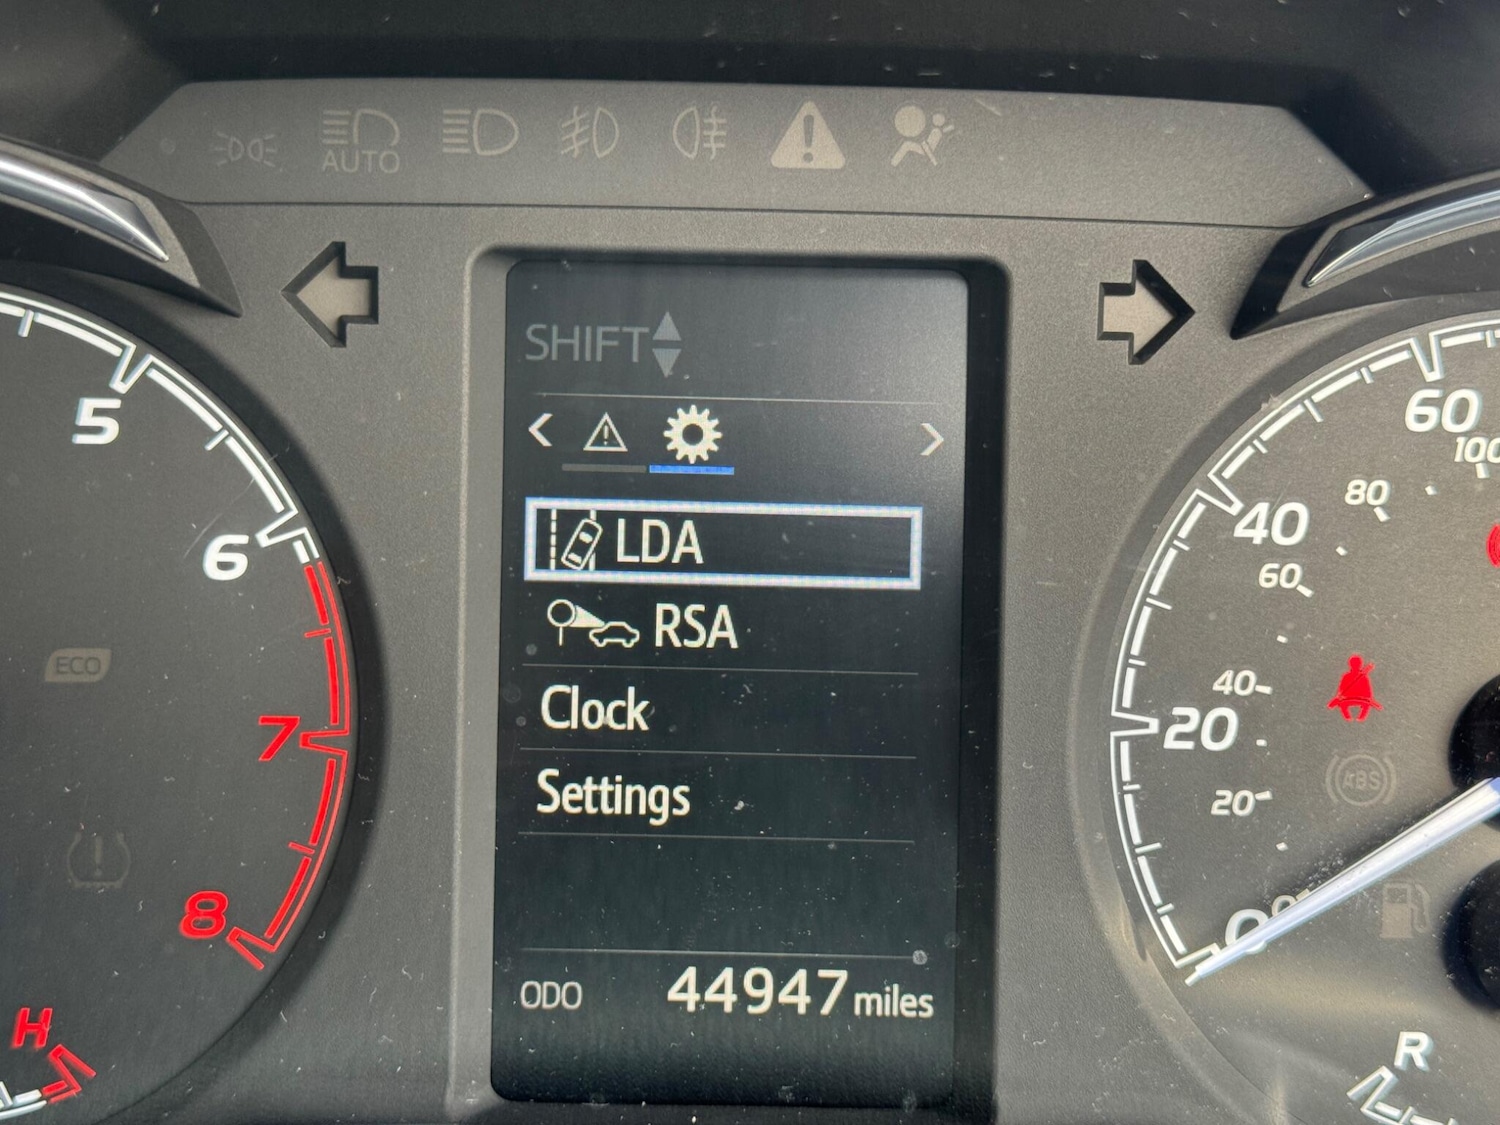 AUTO
SHIFT
LDA
RSA
Clock
Settings
ODO 44947 miles
5
6
7
8
H
ECO
60
100
80
40
60
40
20
20
0
ABS
R